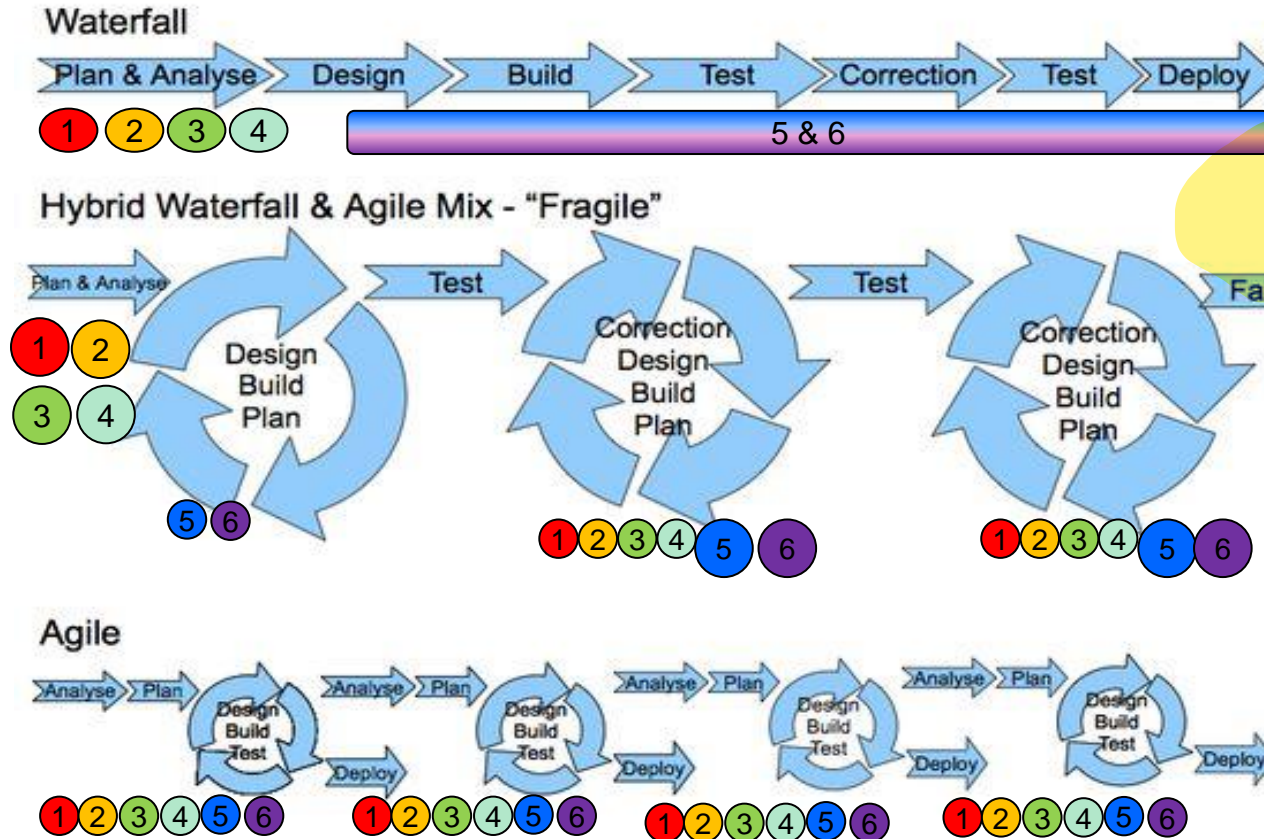 Waterfall
Plan & Analyse Design Build Test Correction Test Deploy
1 2 3 4
5 & 6
Hybrid Waterfall & Agile Mix - “Fragile”
Plan & Analyse
Test
Test
Fa
1 2
3 4
Design
Build
Plan
5 6
Correction
Design
Build
Plan
1 2 3 4 5 6
Correction
Design
Build
Plan
1 2 3 4 5 6
Agile
Analyse Plan
Design
Build
Test
Deploy
1 2 3 4 5 6
Analyse Plan
Design
Build
Test
Deploy
1 2 3 4 5 6
Analyse Plan
Design
Build
Test
Deploy
1 2 3 4 5 6
Analyse Plan
Design
Build
Test
Deploy
1 2 3 4 5 6